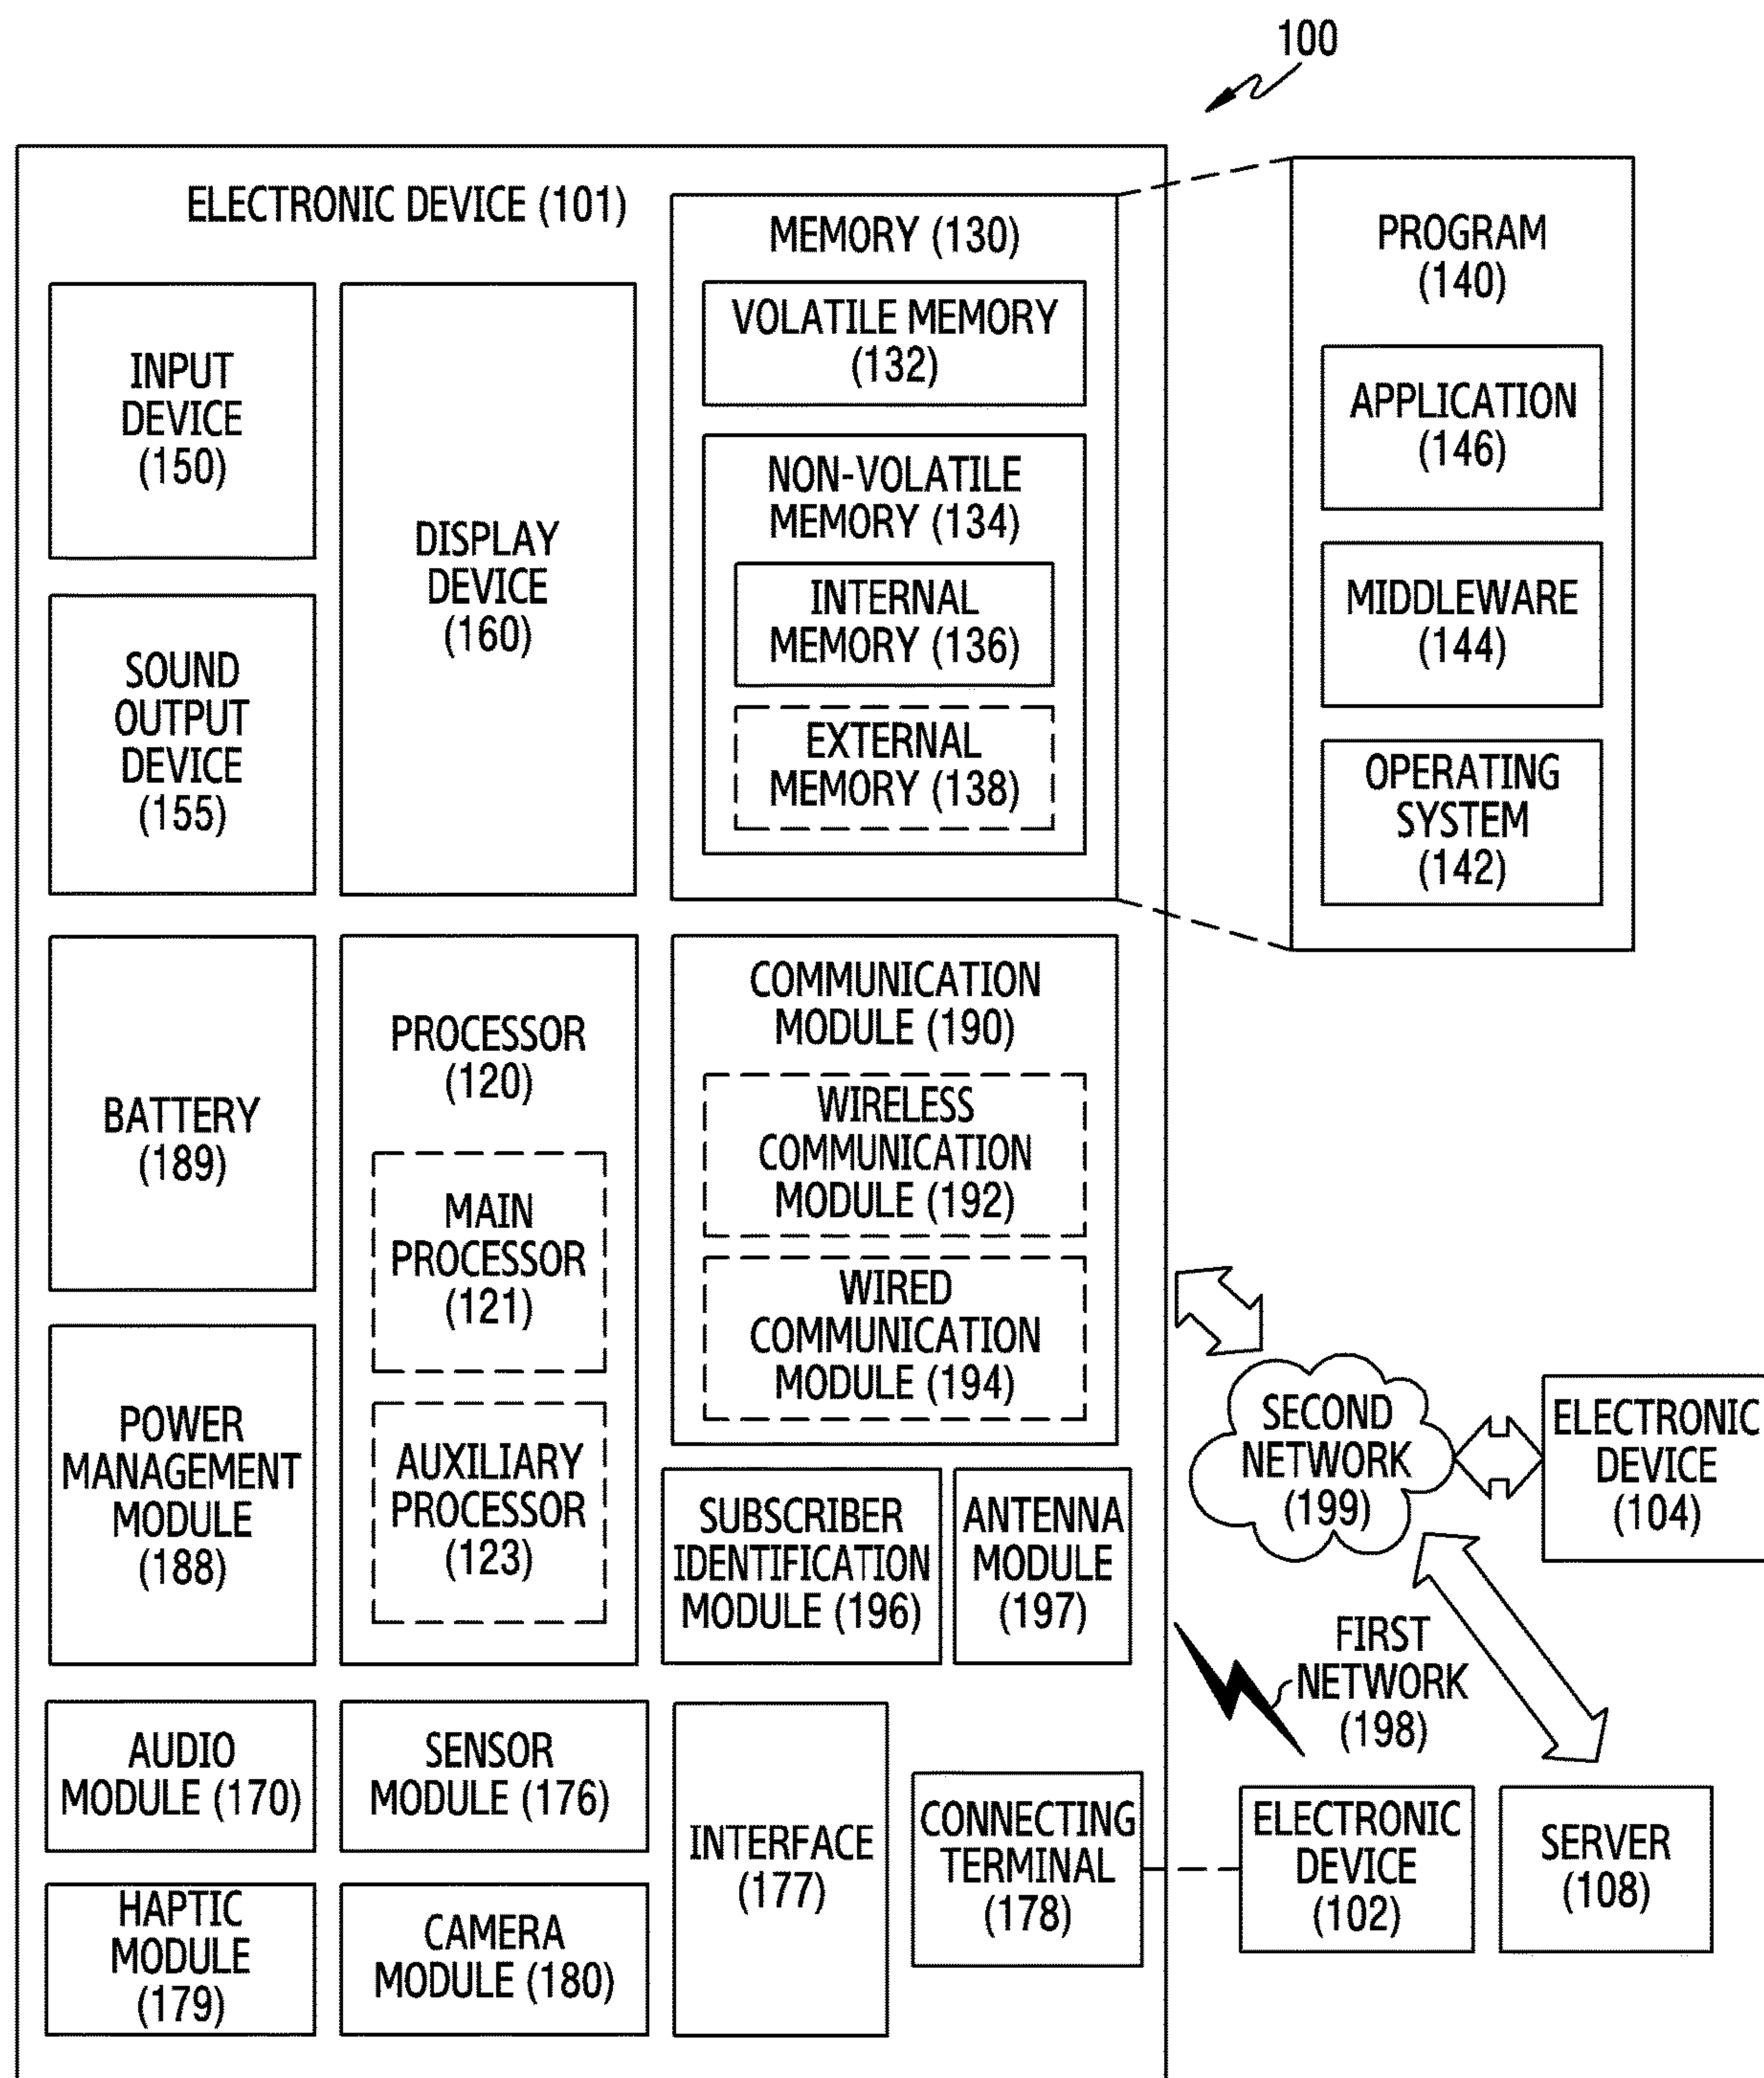 100
ELECTRONIC DEVICE (101)
INPUT
DEVICE
(150)
SOUND
OUTPUT
DEVICE
(155)
DISPLAY
DEVICE
(160)
MEMORY (130)
VOLATILE MEMORY
(132)
NON-VOLATILE
MEMORY (134)
INTERNAL
MEMORY (136)
EXTERNAL
MEMORY (138)
PROGRAM
(140)
APPLICATION
(146)
MIDDLEWARE
(144)
OPERATING
SYSTEM
(142)
BATTERY
(189)
POWER
MANAGEMENT
MODULE
(188)
PROCESSOR
(120)
MAIN
PROCESSOR
(121)
AUXILIARY
PROCESSOR
(123)
COMMUNICATION
MODULE (190)
WIRELESS
COMMUNICATION
MODULE (192)
WIRED
COMMUNICATION
MODULE (194)
SUBSCRIBER
IDENTIFICATION
MODULE (196)
ANTENNA
MODULE
(197)
SECOND
NETWORK
(199)
ELECTRONIC
DEVICE
(104)
FIRST
NETWORK
(198)
AUDIO
MODULE (170)
SENSOR
MODULE (176)
HAPTIC
MODULE
(179)
CAMERA
MODULE (180)
INTERFACE
(177)
CONNECTING
TERMINAL
(178)
ELECTRONIC
DEVICE
(102)
SERVER
(108)